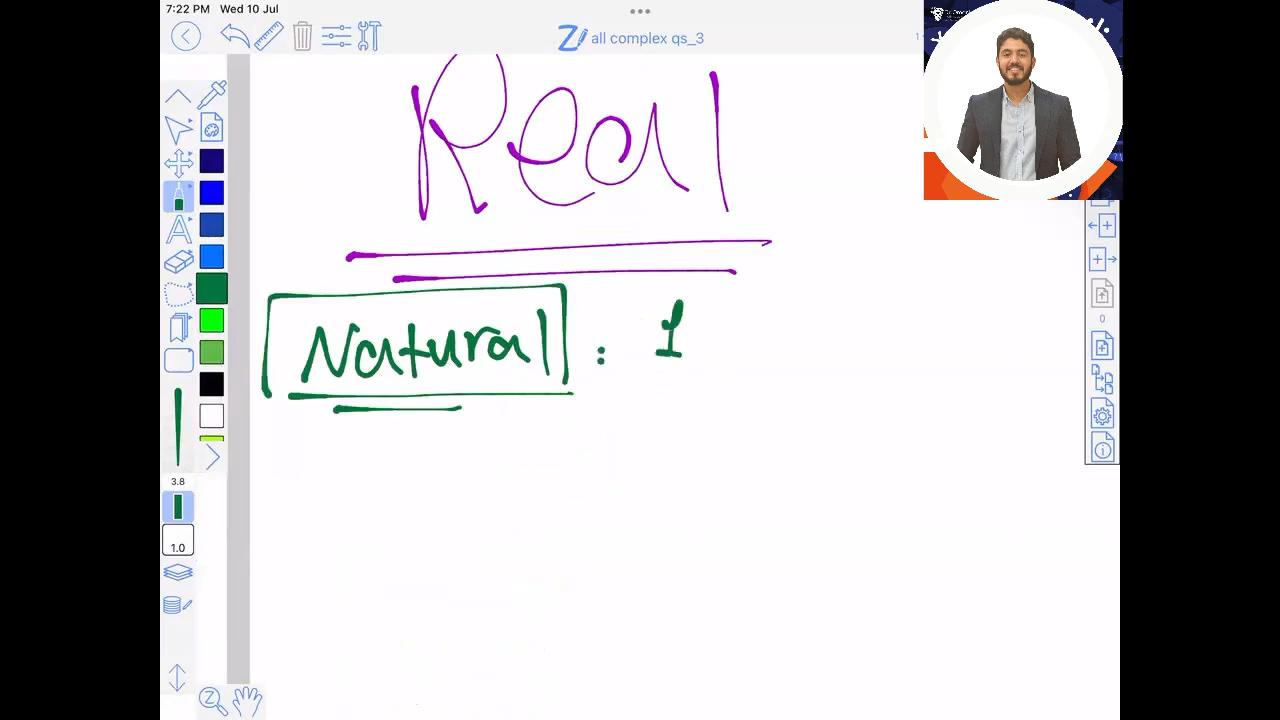 7:22 PM Wed 10 Jul
all complex qs_3
Real
Natural : 1
3.8
1.0
0